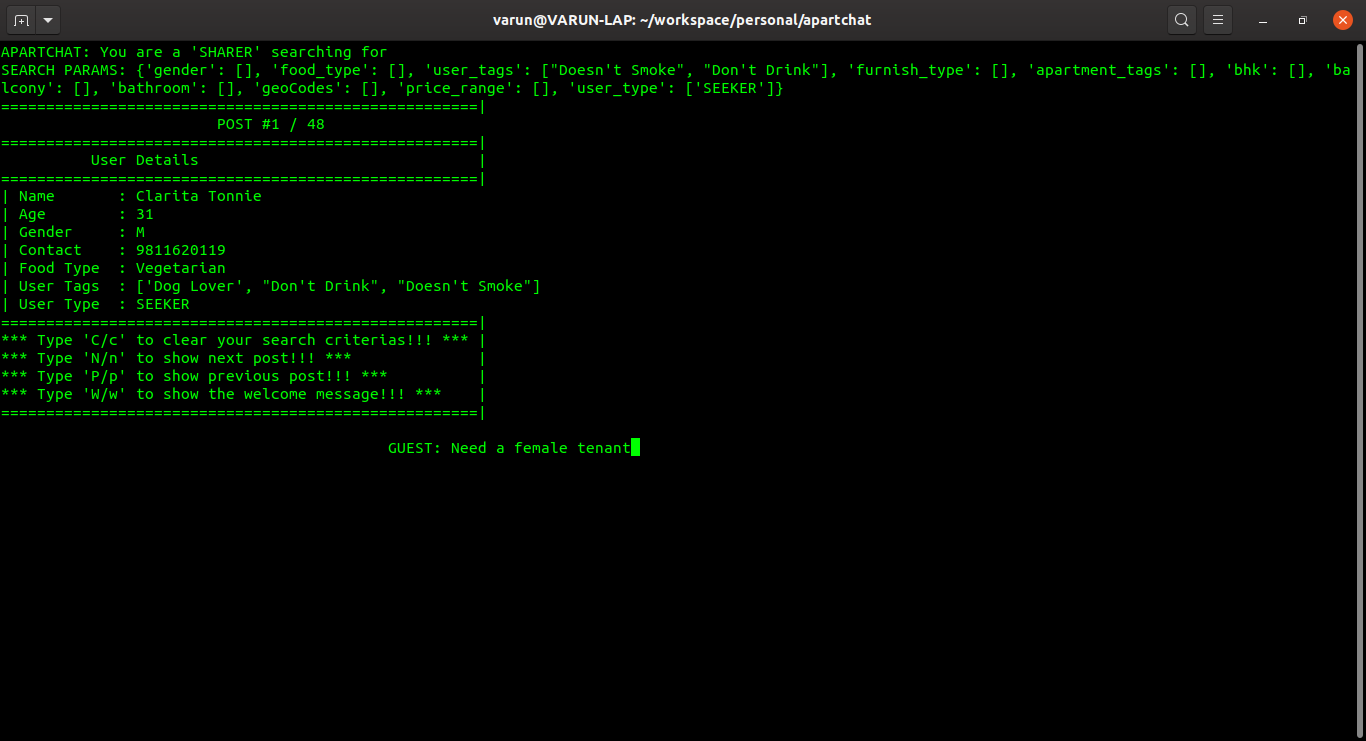 varun@VARUN-LAP: ~/workspace/personal/apartchat
APARTCHAT: You are a 'SHARER' searching for
SEARCH PARAMS: {'gender': [], 'food_type': [], 'user_tags': ["Doesn't Smoke", "Don't Drink"], 'furnish_type': [], 'apartment_tags': [], 'bhk': [], 'ba
lcony': [], 'bathroom': [], 'geoCodes': [], 'price_range': [], 'user_type': ['SEEKER']}
=====================================================|
POST #1 / 48
=====================================================|
User Details |
=====================================================|
| Name : Clarita Tonnie
| Age : 31
| Gender : M
| Contact : 9811620119
| Food Type : Vegetarian
| User Tags : ['Dog Lover', "Don't Drink", "Doesn't Smoke"]
| User Type : SEEKER
=====================================================|
*** Type 'C/c' to clear your search criterias!!! *** |
*** Type 'N/n' to show next post!!! *** |
*** Type 'P/p' to show previous post!!! *** |
*** Type 'W/w' to show the welcome message!!! *** |
=====================================================|
GUEST: Need a female tenant